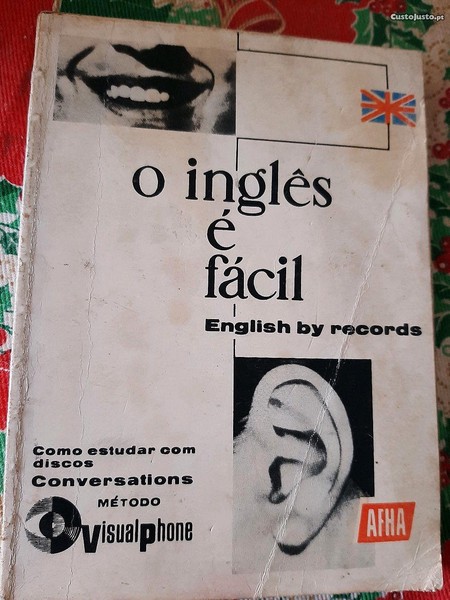 CustoJusto.pt
o inglês
é
fácil
English by records
Como estudar com
discos
Conversations
MÉTODO
VisualPhone
AFHA